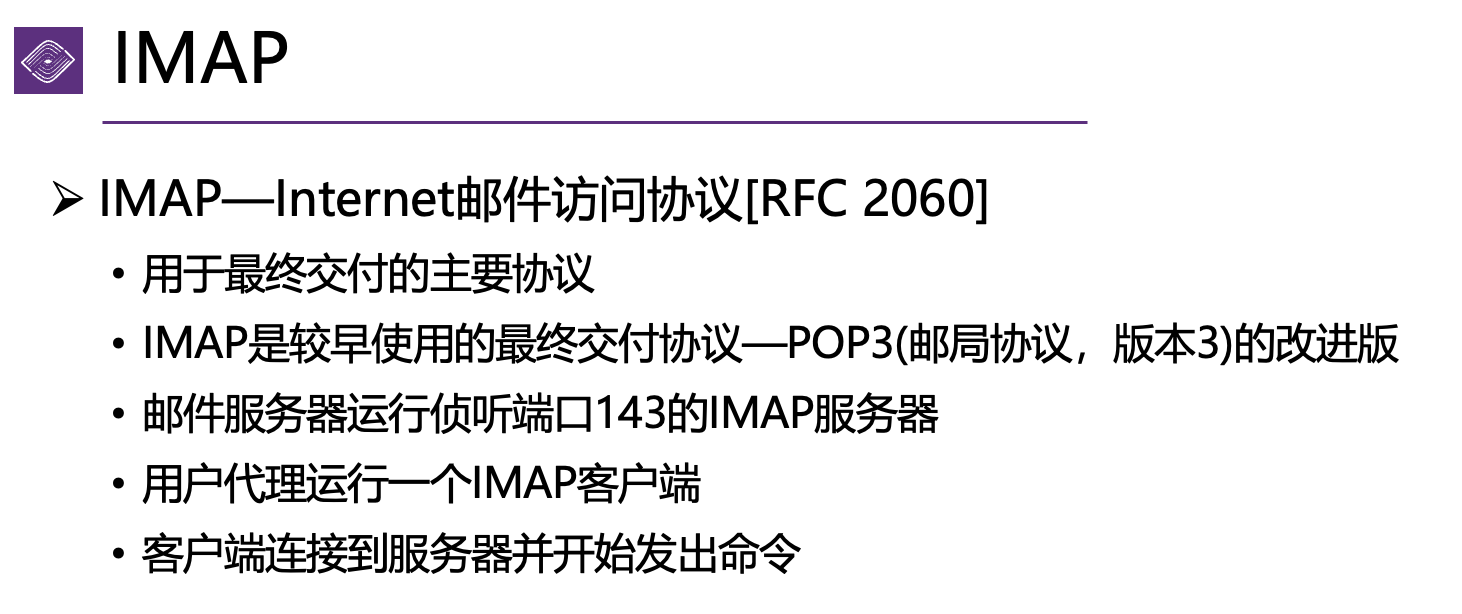 IMAP
➢ IMAP—Internet邮件访问协议[RFC 2060]
• 用于最终交付的主要协议
• IMAP是较早使用的最终交付协议—POP3(邮局协议，版本3)的改进版
• 邮件服务器运行侦听端口143的IMAP服务器
• 用户代理运行一个IMAP客户端
• 客户端连接到服务器并开始发出命令